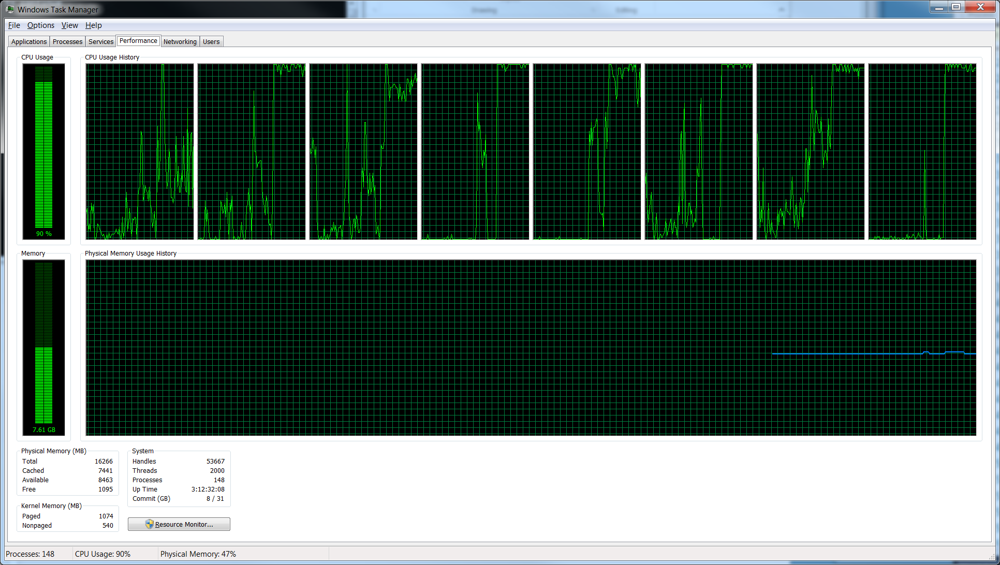 Windows Task Manager
Drawing
Editing
File Options View Help
Applications Processes Services Performance Networking Users
CPU Usage
CPU Usage History
90 %
Memory
Physical Memory Usage History
7.61 GB
Physical Memory (MB)
Total 16266
Cached 7441
Available 8463
Free 1095
Kernel Memory (MB)
Paged 1074
Nonpaged 540
System
Handles 53667
Threads 2000
Processes 148
Up Time 3:12:32:08
Commit (GB) 8 / 31
Resource Monitor...
Processes: 148 CPU Usage: 90% Physical Memory: 47%